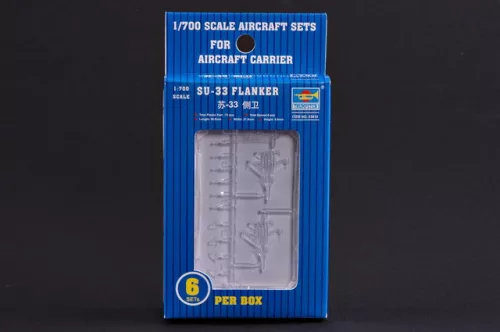 1/700 SCALE AIRCRAFT SETS
FOR
AIRCRAFT CARRIER
1:700
SCALE
SU-33 FLANKER
苏-33 侧卫
6
SETS
PER BOX